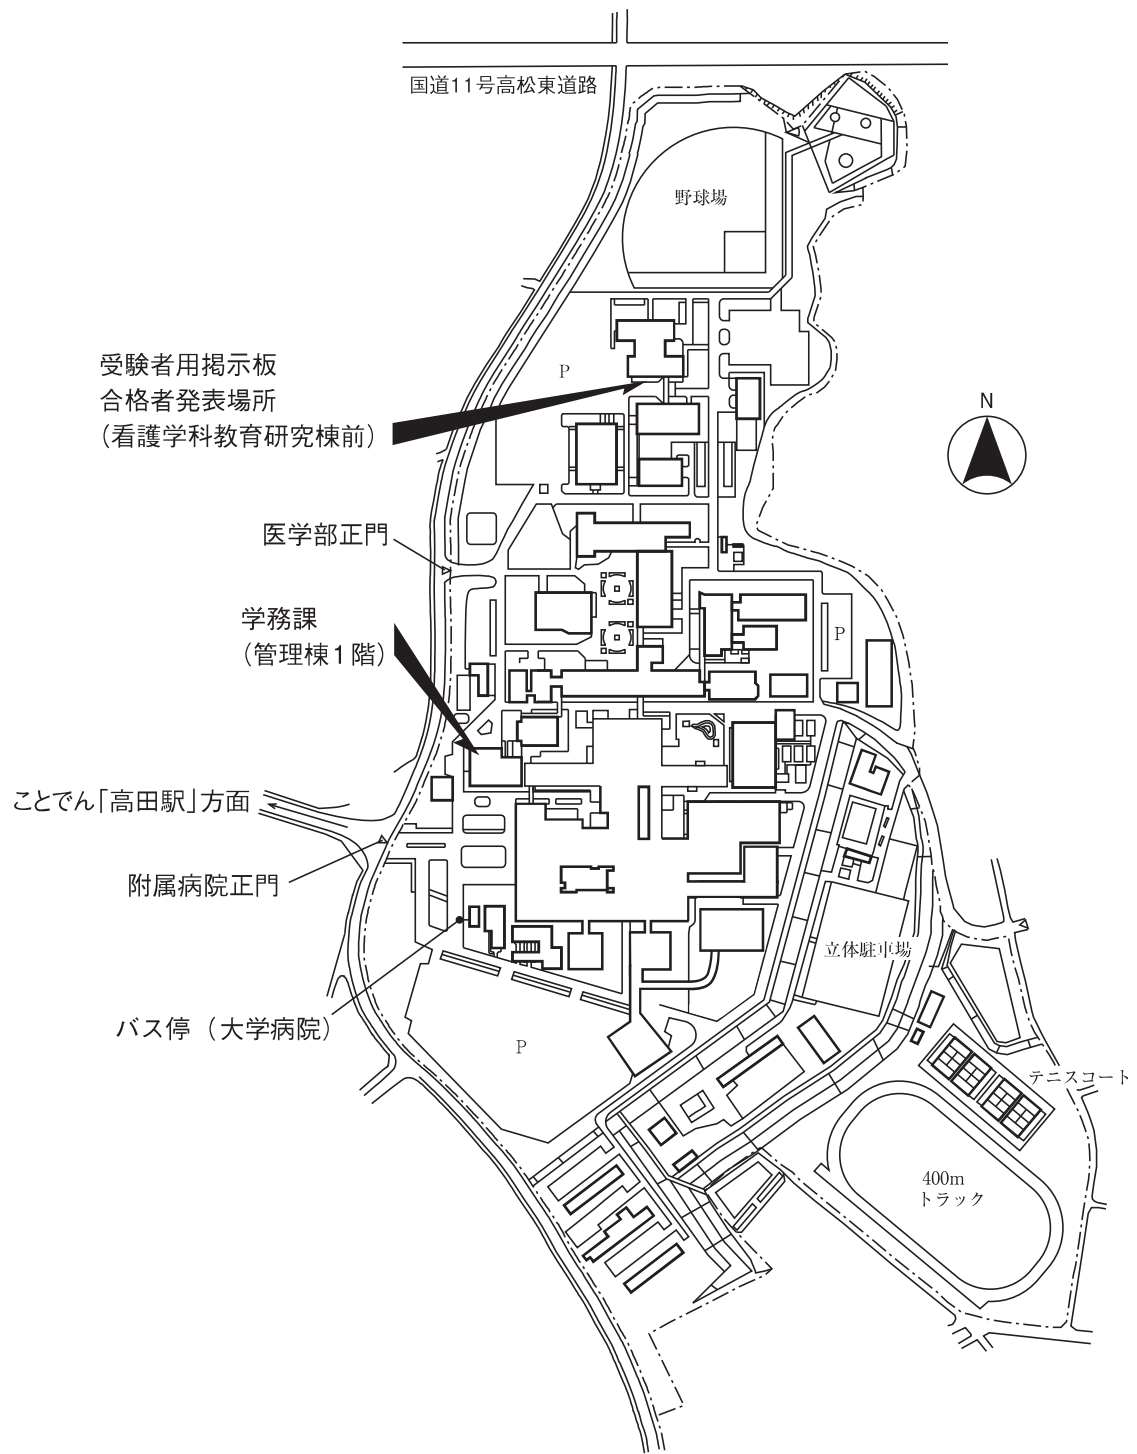 国道11号高松東道路
野球場
受験者用掲示板
合格者発表場所
（看護学科教育研究棟前）
P
N
医学部正門
学務課
（管理棟1階）
P
ことでん「高田駅」方面
附属病院正門
立体駐車場
バス停（大学病院）
P
テニスコート
400m
トラック